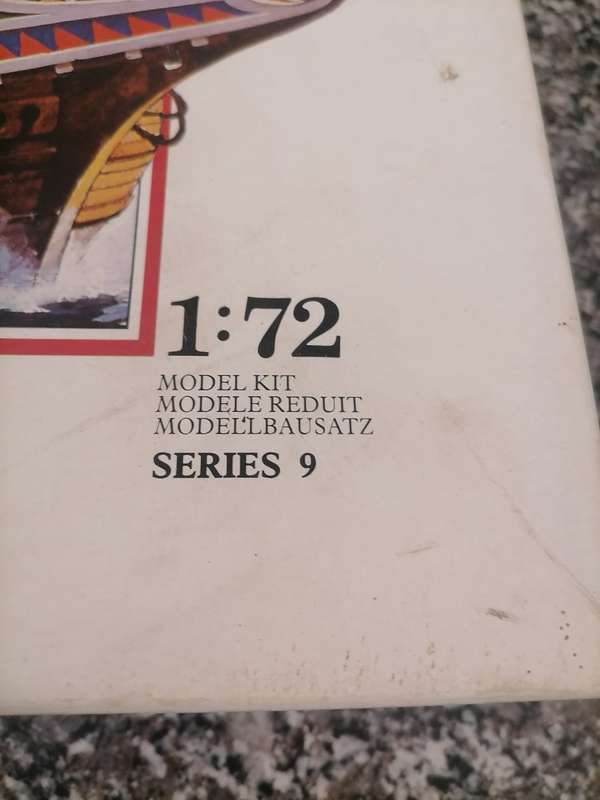 1:72
MODEL KIT
MODELE REDUIT
MODELLBAUSATZ
SERIES 9